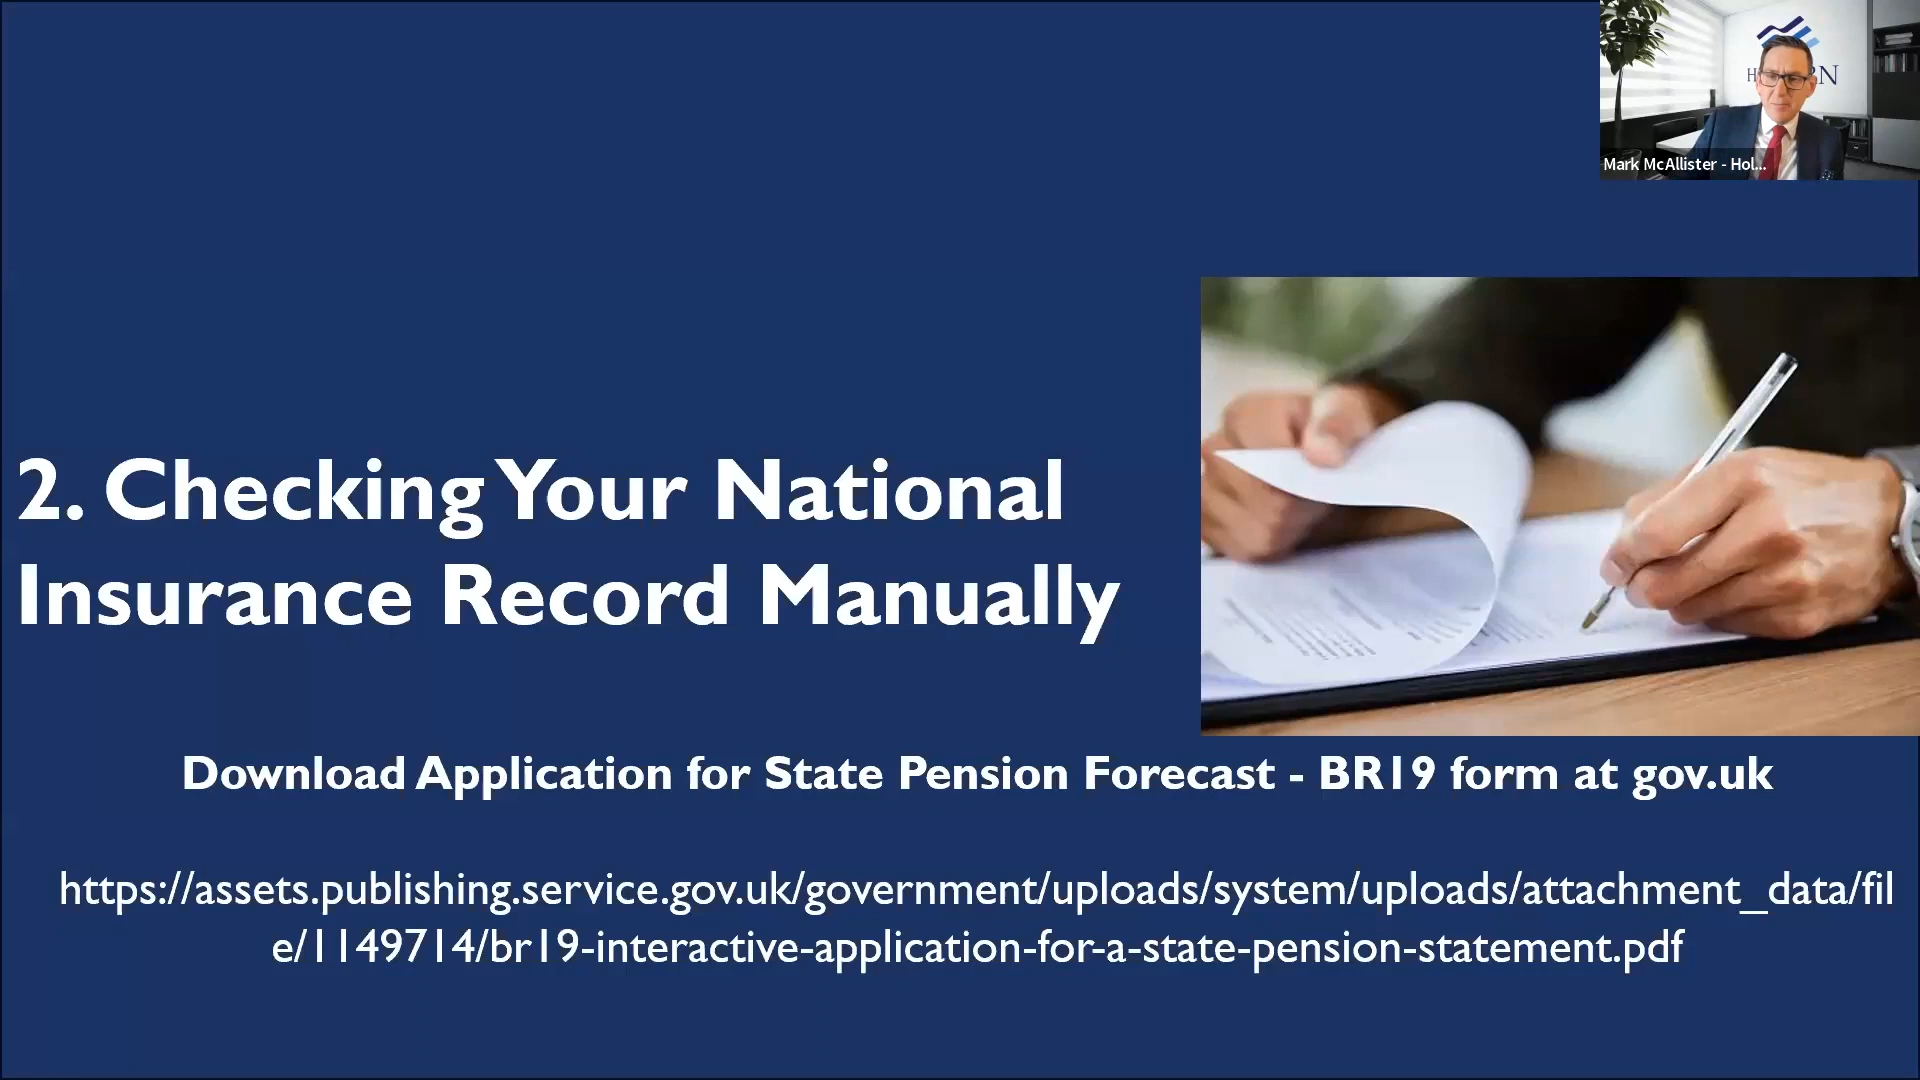 Mark McAllister - Hol...
2. Checking Your National
Insurance Record Manually
Download Application for State Pension Forecast - BR19 form at gov.uk
https://assets.publishing.service.gov.uk/government/uploads/system/uploads/attachment_data/fil
e/1149714/br19-interactive-application-for-a-state-pension-statement.pdf